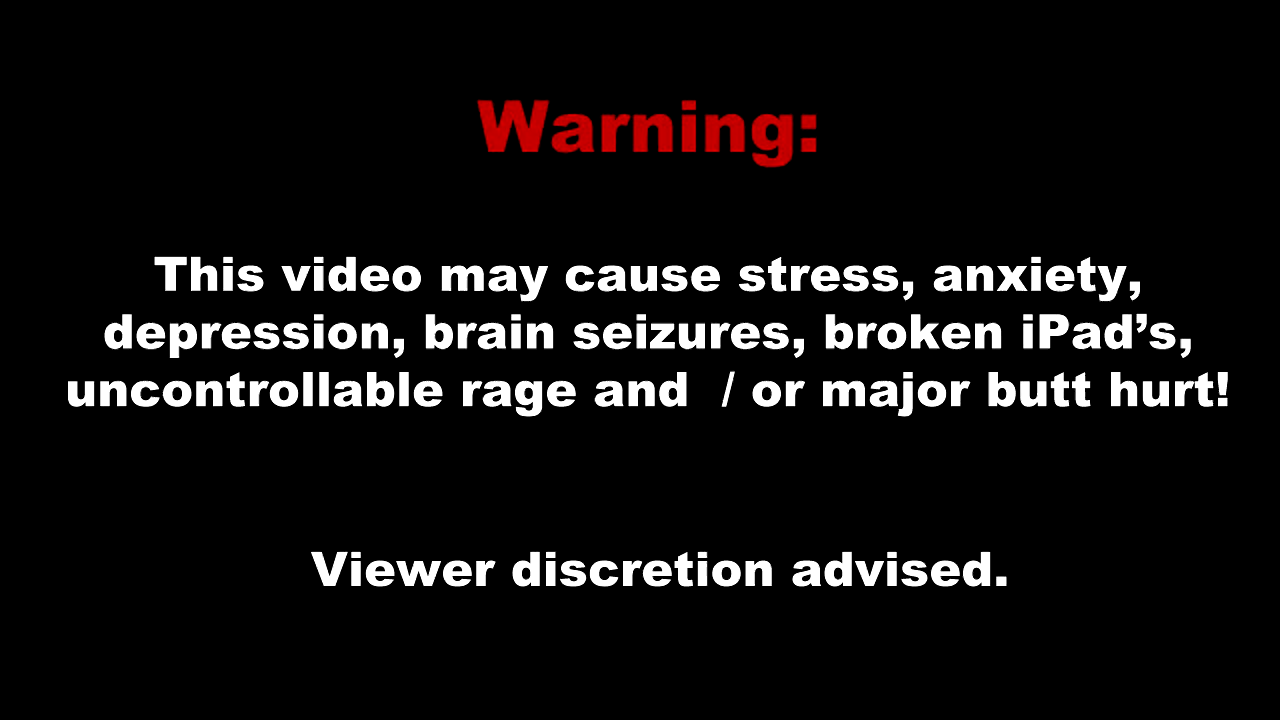 Warning:
This video may cause stress, anxiety,
depression, brain seizures, broken iPad’s,
uncontrollable rage and  / or major butt hurt!
Viewer discretion advised.